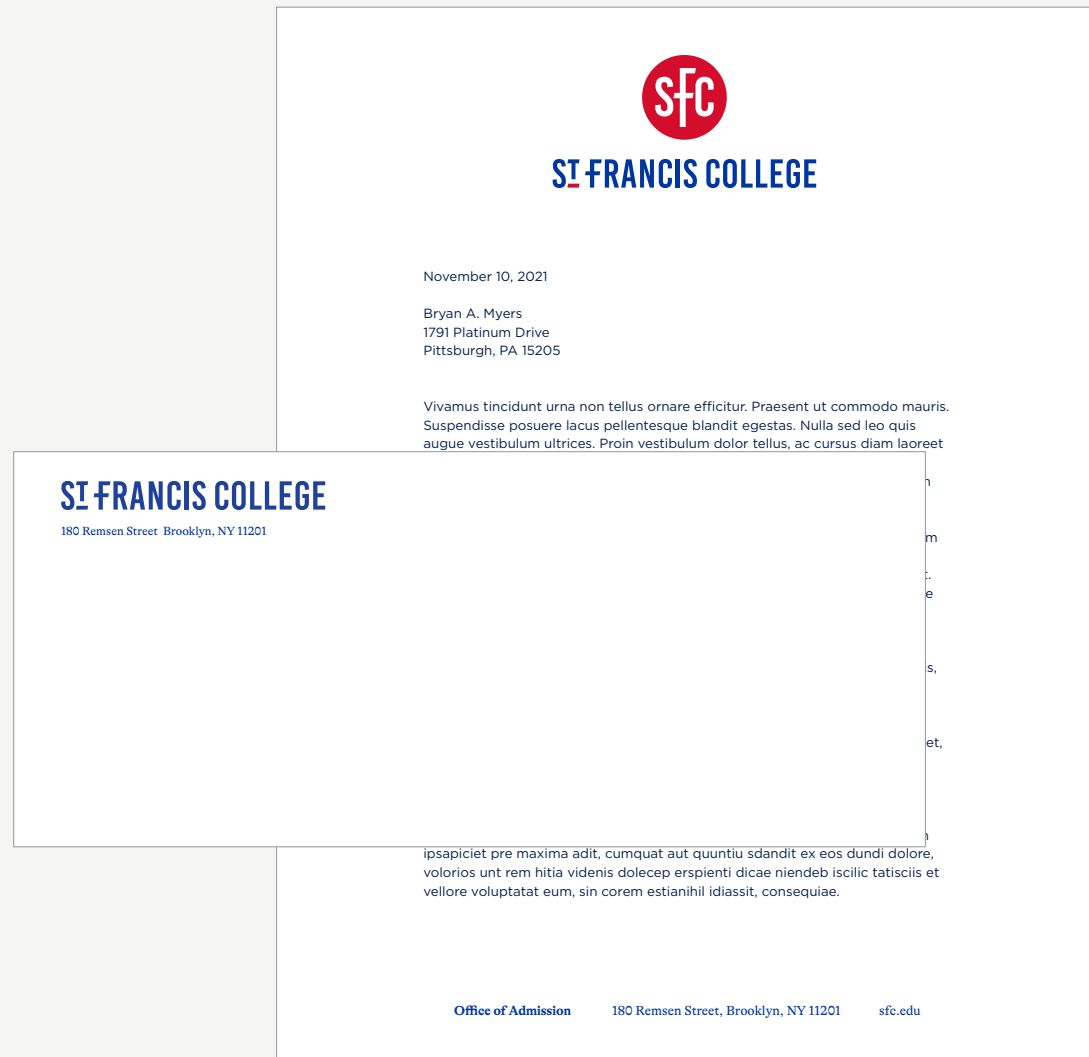 SFC
ST FRANCIS COLLEGE
November 10, 2021
Bryan A. Myers
1791 Platinum Drive
Pittsburgh, PA 15205
Vivamus tincidunt urna non tellus ornare efficitur. Praesent ut commodo mauris.
Suspendisse posuere lacus pellentesque blandit egestas. Nulla sed leo quis
augue vestibulum ultrices. Proin vestibulum dolor tellus, ac cursus diam laoreet
ST FRANCIS COLLEGE
180 Remsen Street Brooklyn, NY 11201
ipsapiciet pre maxima adit, cumquat aut quuntiu sdandit ex eos dundi dolore,
volorios unt rem hitia videnis dolecep erspienti dicae niendeb iscilic tatisciis et
vellore voluptatat eum, sin corem estianihil idiassit, consequiae.
Office of Admission 180 Remsen Street, Brooklyn, NY 11201 sfc.edu